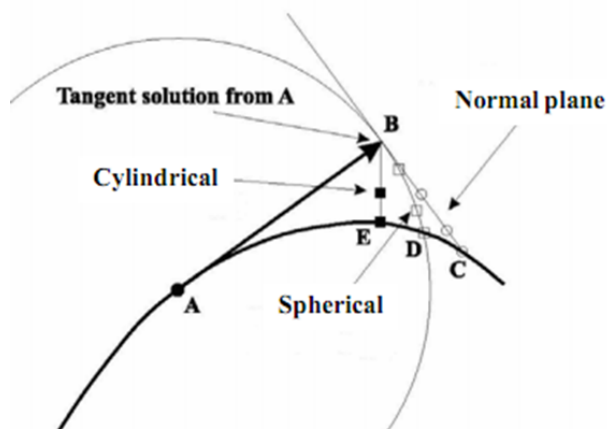 Tangent solution from A
B
Normal plane
Cylindrical
E
D
C
A
Spherical